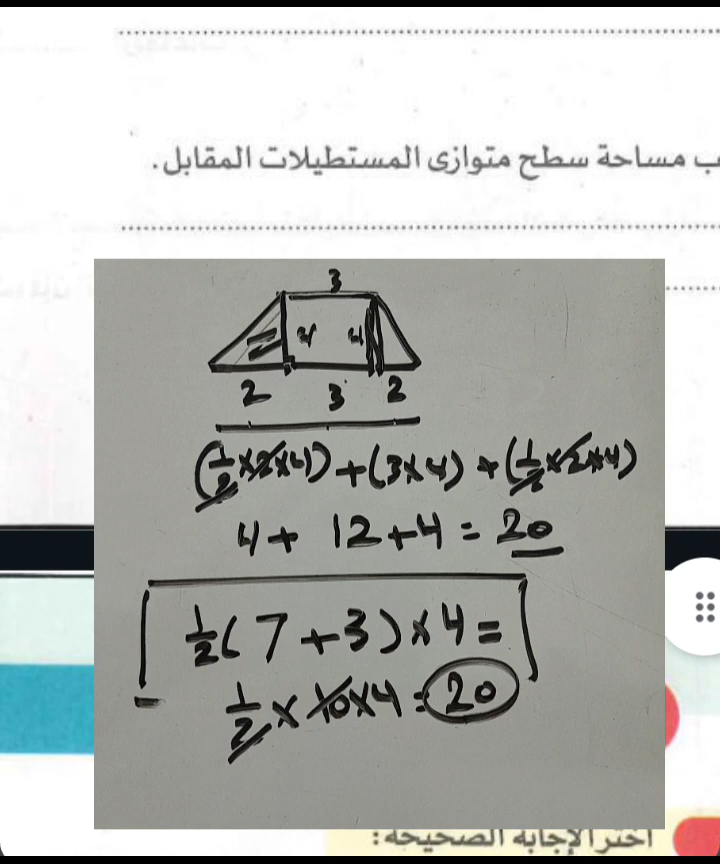 مساحة سطح متوازى المستطيلات المقابل.
3
4 4
2 3 2
(1/2×2×4)+(3×4)+(1/2×2×4)
4+ 12+4=20
1/2(7+3)×4=
1/2×10×4=20
اختر الإجابة الصحيحة: